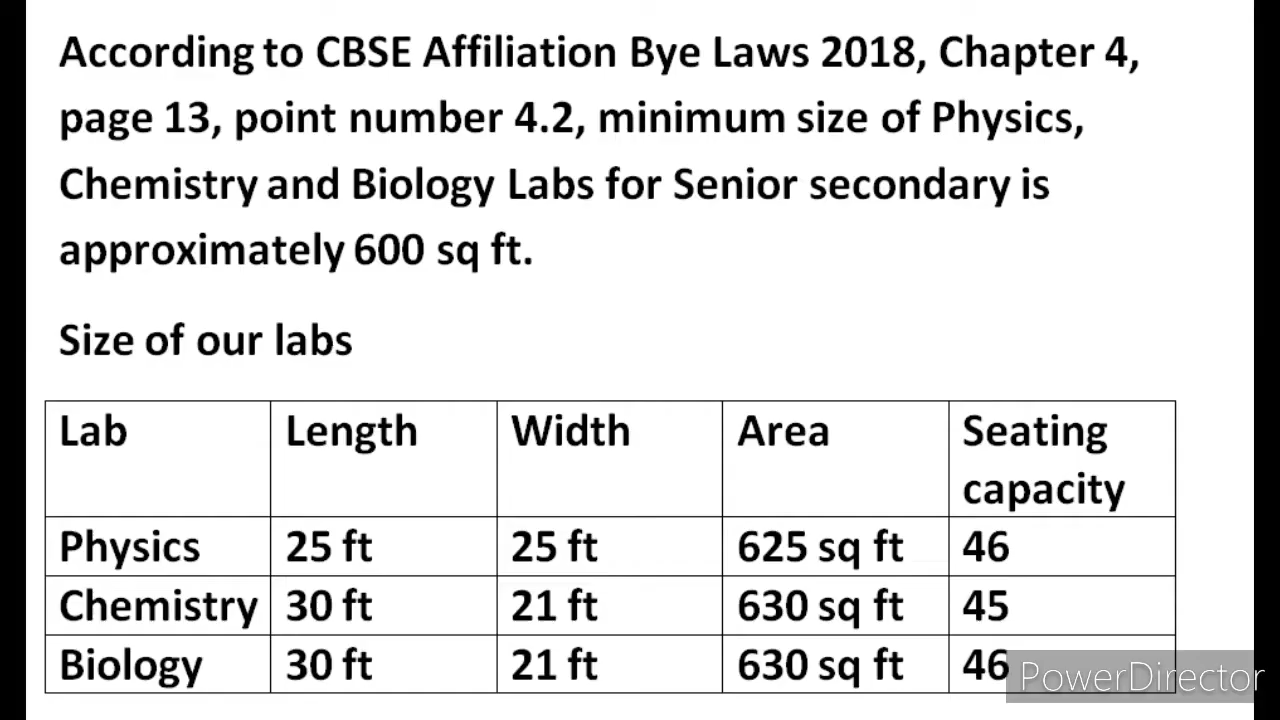 According to CBSE Affiliation Bye Laws 2018, Chapter 4,
page 13, point number 4.2, minimum size of Physics,
Chemistry and Biology Labs for Senior secondary is
approximately 600 sq ft.
Size of our labs
Lab Length Width Area Seating capacity
Physics 25 ft 25 ft 625 sq ft 46
Chemistry 30 ft 21 ft 630 sq ft 45
Biology 30 ft 21 ft 630 sq ft 46
PowerDirector